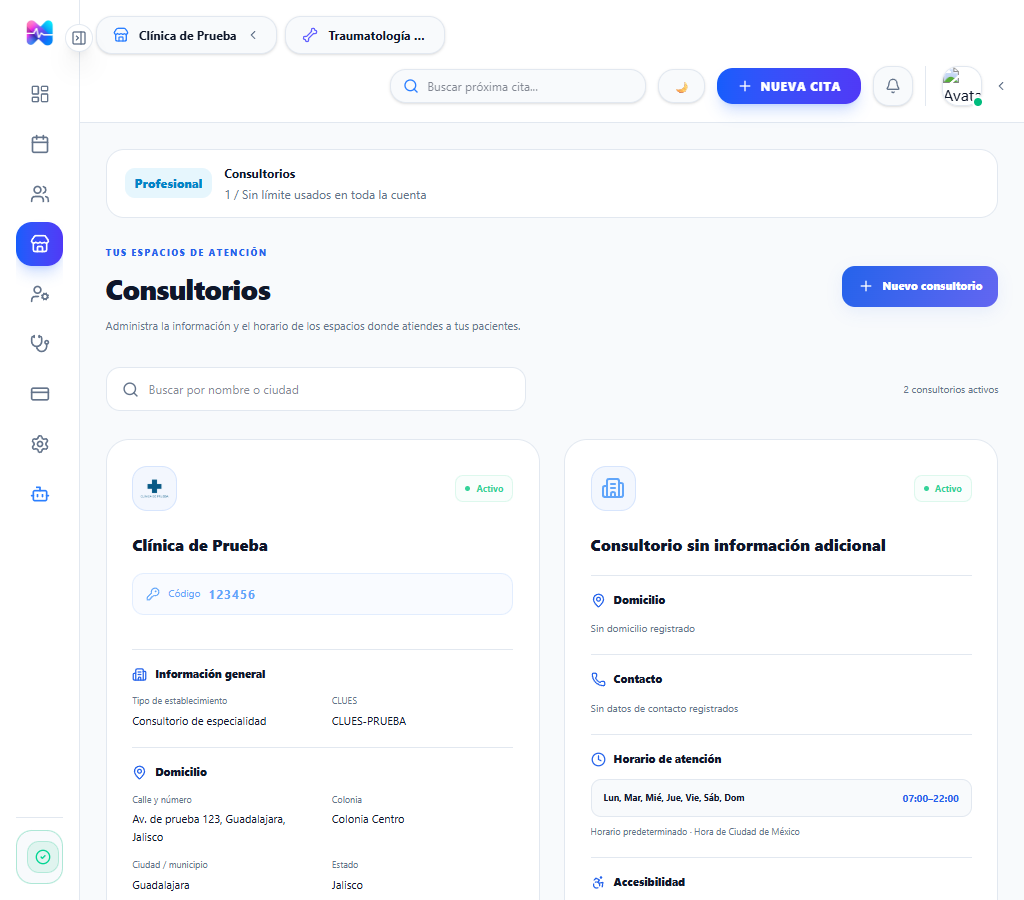 Clínica de Prueba
Traumatología ...
Buscar próxima cita...
NUEVA CITA
Avata
Profesional
Consultorios
1 / Sin límite usados en toda la cuenta
TUS ESPACIOS DE ATENCIÓN
Consultorios
Nuevo consultorio
Administra la información y el horario de los espacios donde atiendes a tus pacientes.
Buscar por nombre o ciudad
2 consultorios activos
Activo
Clínica de Prueba
Código 123456
Información general
Tipo de establecimiento
CLUES
Consultorio de especialidad
CLUES-PRUEBA
Domicilio
Calle y número
Colonia
Av. de prueba 123, Guadalajara,
Jalisco
Colonia Centro
Ciudad / municipio
Estado
Guadalajara
Jalisco
Activo
Consultorio sin información adicional
Domicilio
Sin domicilio registrado
Contacto
Sin datos de contacto registrados
Horario de atención
Lun, Mar, Mié, Jue, Vie, Sáb, Dom
07:00–22:00
Horario predeterminado · Hora de Ciudad de México
Accesibilidad